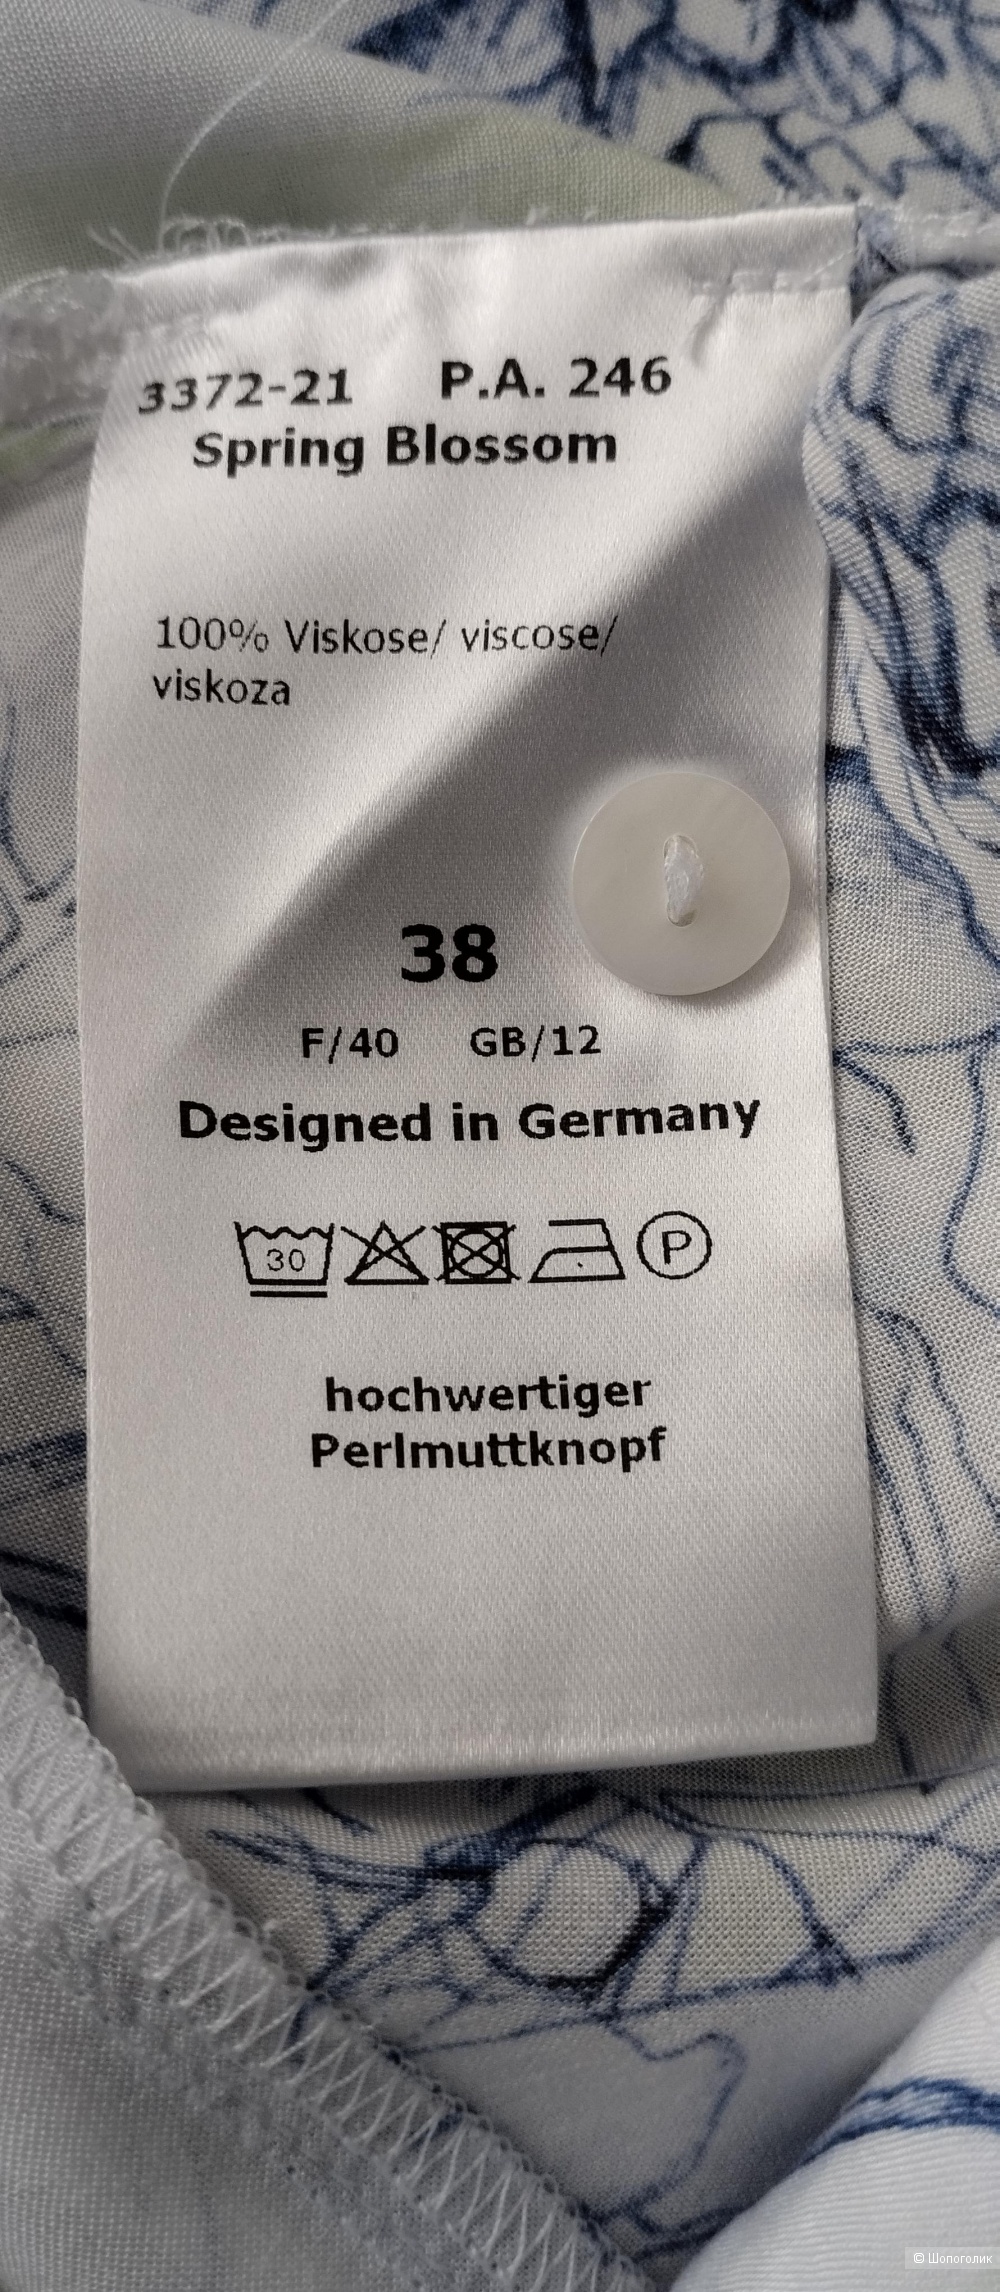 3372-21 P.A. 246
Spring Blossom
100% Viskose/ viscose/
viskoza
38
F/40 GB/12
Designed in Germany
30 P
hochwertiger
Perlmuttknopf
© Шопоголик